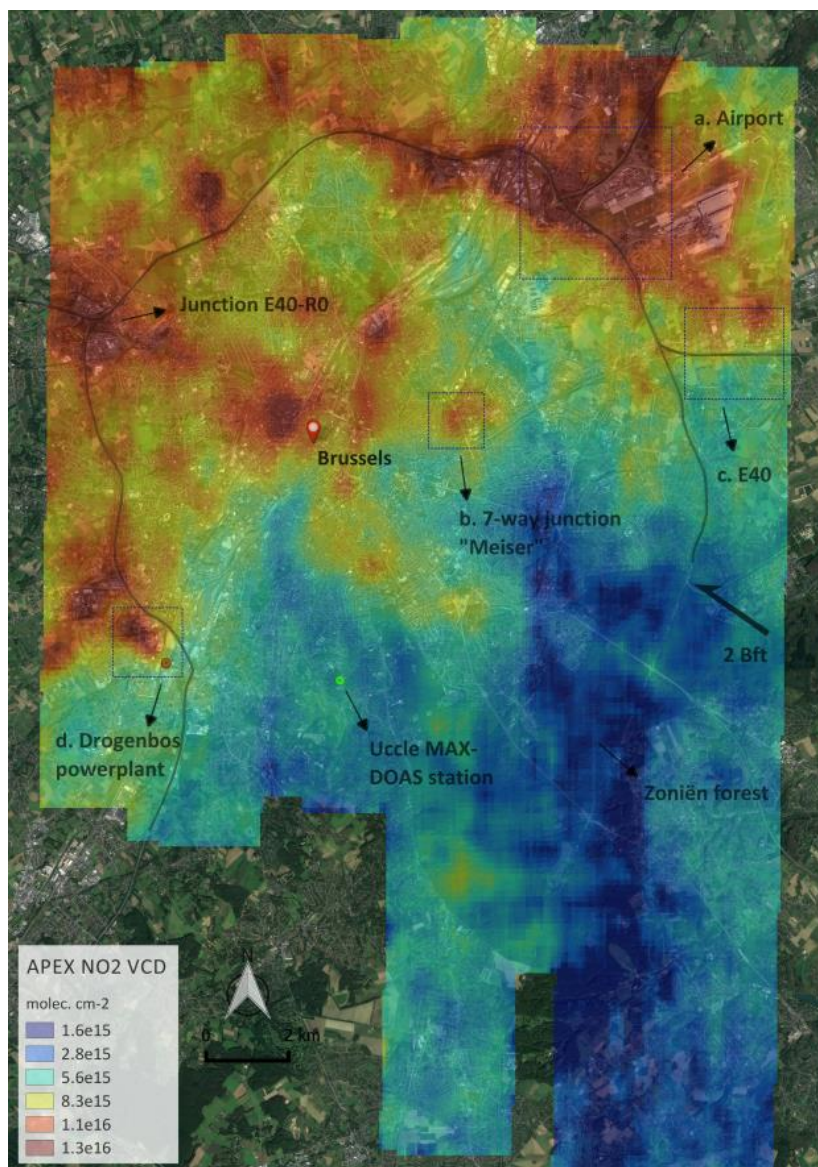 a. Airport
Junction E40-R0
Brussels
c. E40
b. 7-way junction
"Meiser"
2 Bft
d. Drogenbos
powerplant
Uccle MAX-
DOAS station
Zoniën forest
APEX NO2 VCD
molec. cm-2
1.6e15
2.8e15
5.6e15
8.3e15
1.1e16
1.3e16
N
0 2 km